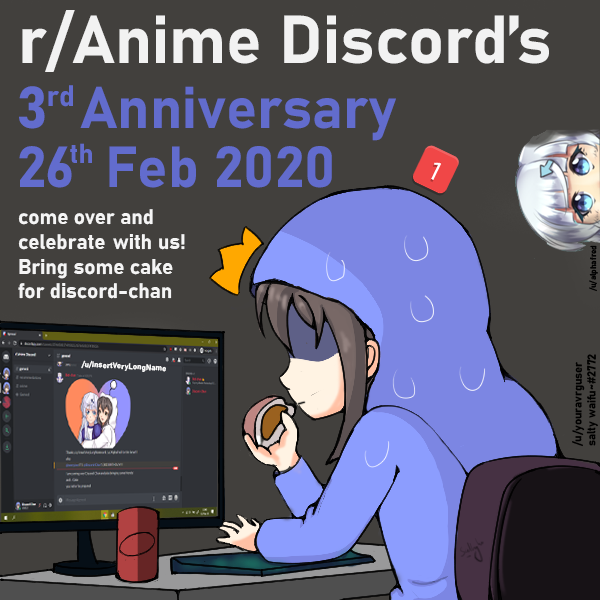 r/Anime Discord's
3rd Anniversary
26th Feb 2020
come over and
celebrate with us!
Bring some cake
for discord-chan
1
/u/InsertVeryLongName
/u/alphafred
/u/youravrguser
salty waifu~#2772